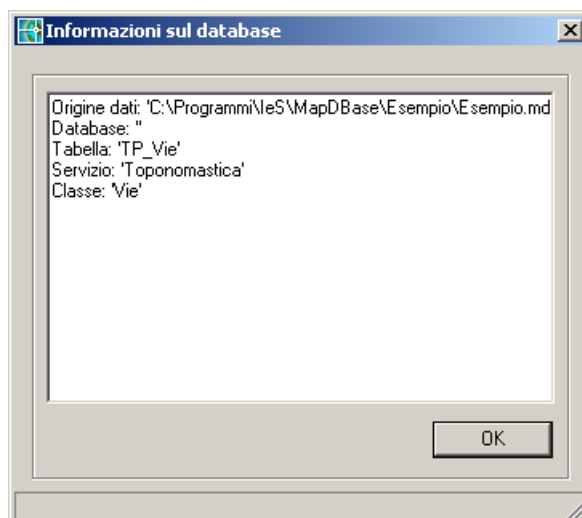 Informazioni sul database
Origine dati: 'C:\Programmi\IeS\MapDBase\Esempio\Esempio.md
Database: ''
Tabella: 'TP_Vie'
Servizio: 'Toponomastica'
Classe: 'Vie'
OK